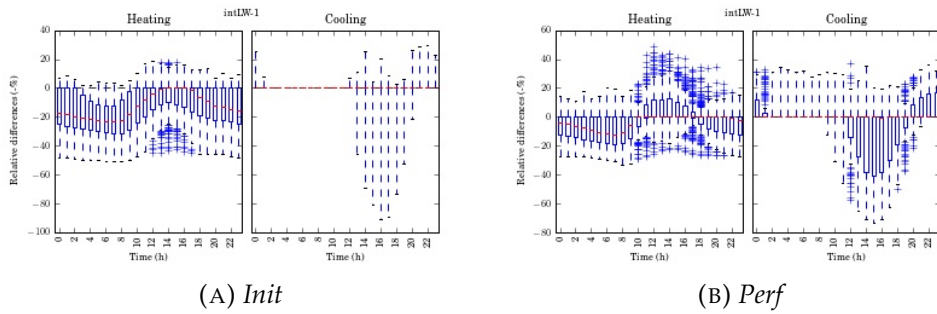 intLW-1
Heating Cooling
Relative differences (-%)
40
20
0
−20
−40
−60
−80
−100
0 2 4 6 8 10 12 14 16 18 20 22
0 2 4 6 8 10 12 14 16 18 20 22
Time (h) Time (h)
(A) Init
intLW-1
Heating Cooling
Relative differences (-%)
60
40
20
0
−20
−40
−60
−80
0 2 4 6 8 10 12 14 16 18 20 22
0 2 4 6 8 10 12 14 16 18 20 22
Time (h) Time (h)
(B) Perf